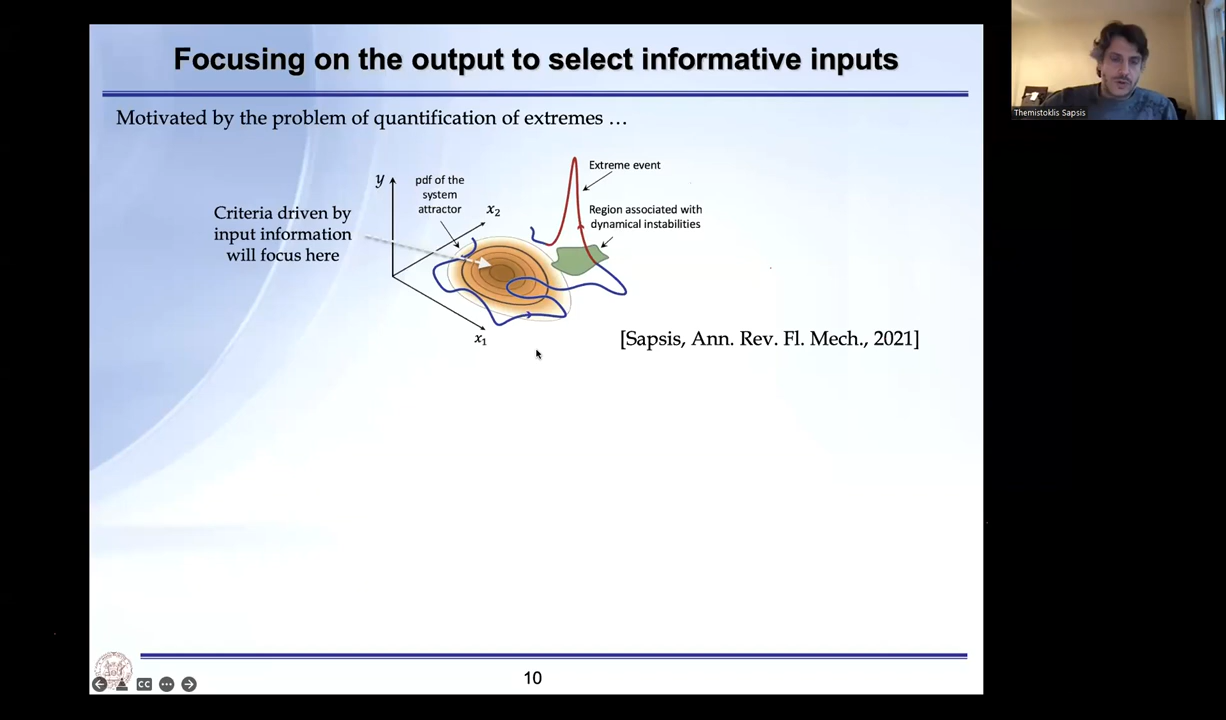 Focusing on the output to select informative inputs
Motivated by the problem of quantification of extremes …
Criteria driven by
input information
will focus here
y
pdf of the
system
attractor
x2
x1
Extreme event
Region associated with
dynamical instabilities
[Sapsis, Ann. Rev. Fl. Mech., 2021]
10
CC
Themistoklis Sapsis